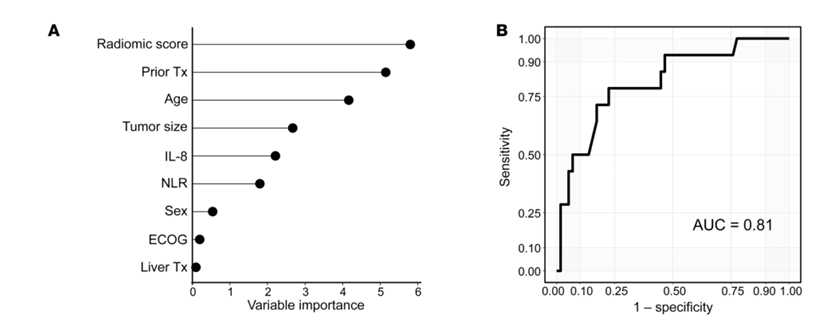 A
Radiomic score
Prior Tx
Age
Tumor size
IL-8
NLR
Sex
ECOG
Liver Tx
0 1 2 3 4 5 6
Variable importance
B
Sensitivity
1.00
0.90
0.75
0.50
0.25
0.10
0.00
AUC = 0.81
0.00 0.10 0.25 0.50 0.75 0.90 1.00
1 – specificity